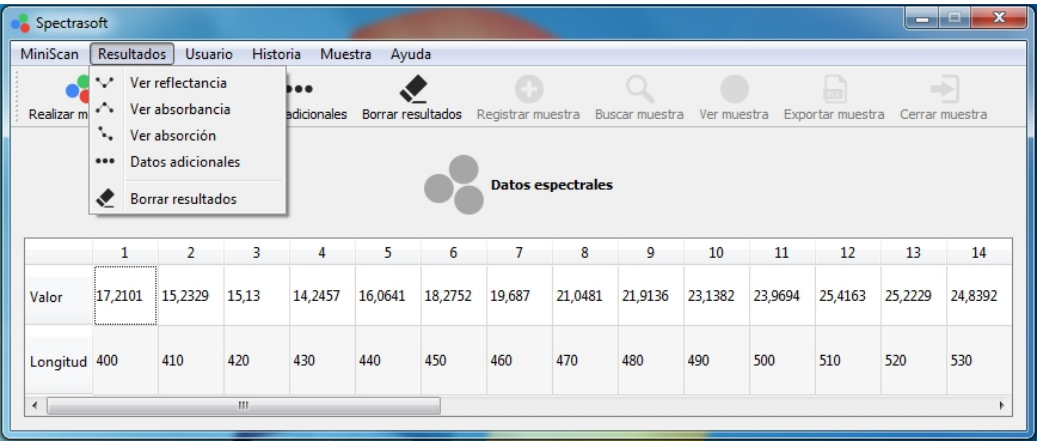 Spectrasoft
MiniScan Resultados Usuario Historia Muestra Ayuda
Ver reflectancia
Ver absorbancia
Ver absorción
Datos adicionales
Borrar resultados
Realizar m adicionales Borrar resultados Registrar muestra Buscar muestra Ver muestra Exportar muestra Cerrar muestra
Datos espectrales
1 2 3 4 5 6 7 8 9 10 11 12 13 14
Valor 17,2101 15,2329 15,13 14,2457 16,0641 18,2752 19,687 21,0481 21,9136 23,1382 23,9694 25,4163 25,2229 24,8392
Longitud 400 410 420 430 440 450 460 470 480 490 500 510 520 530